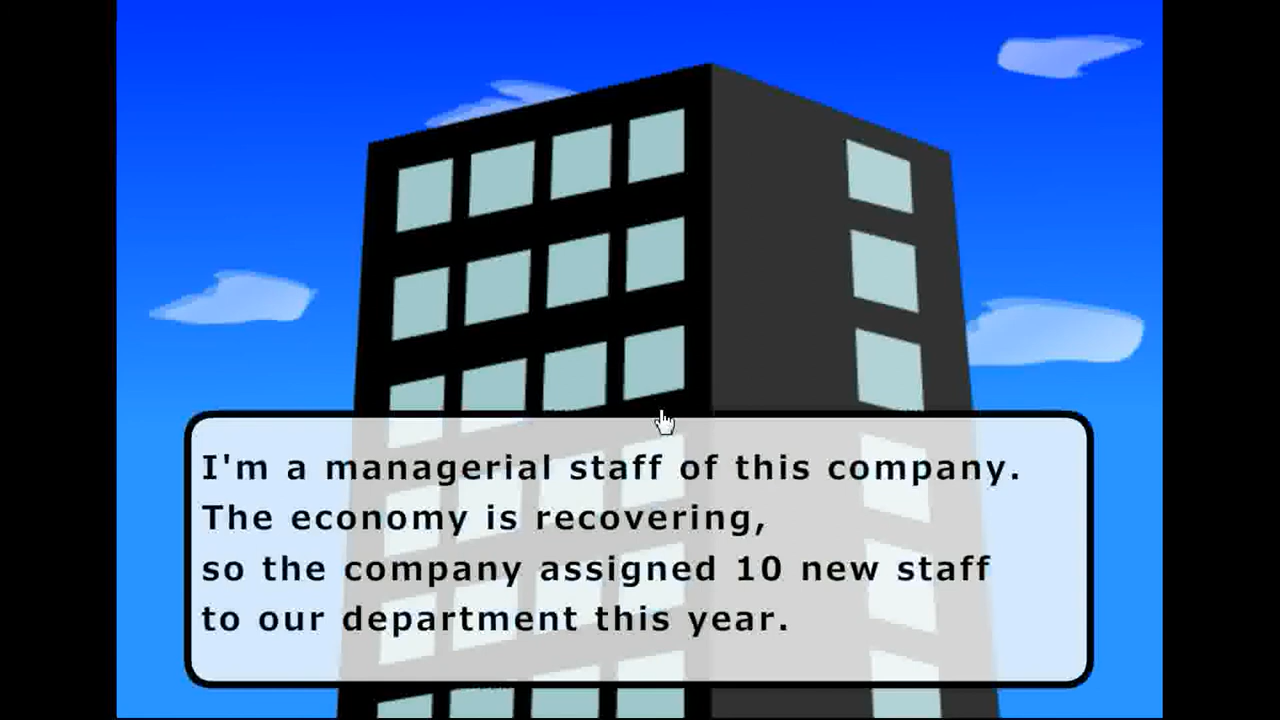 I'm a managerial staff of this company.
The economy is recovering,
so the company assigned 10 new staff
to our department this year.